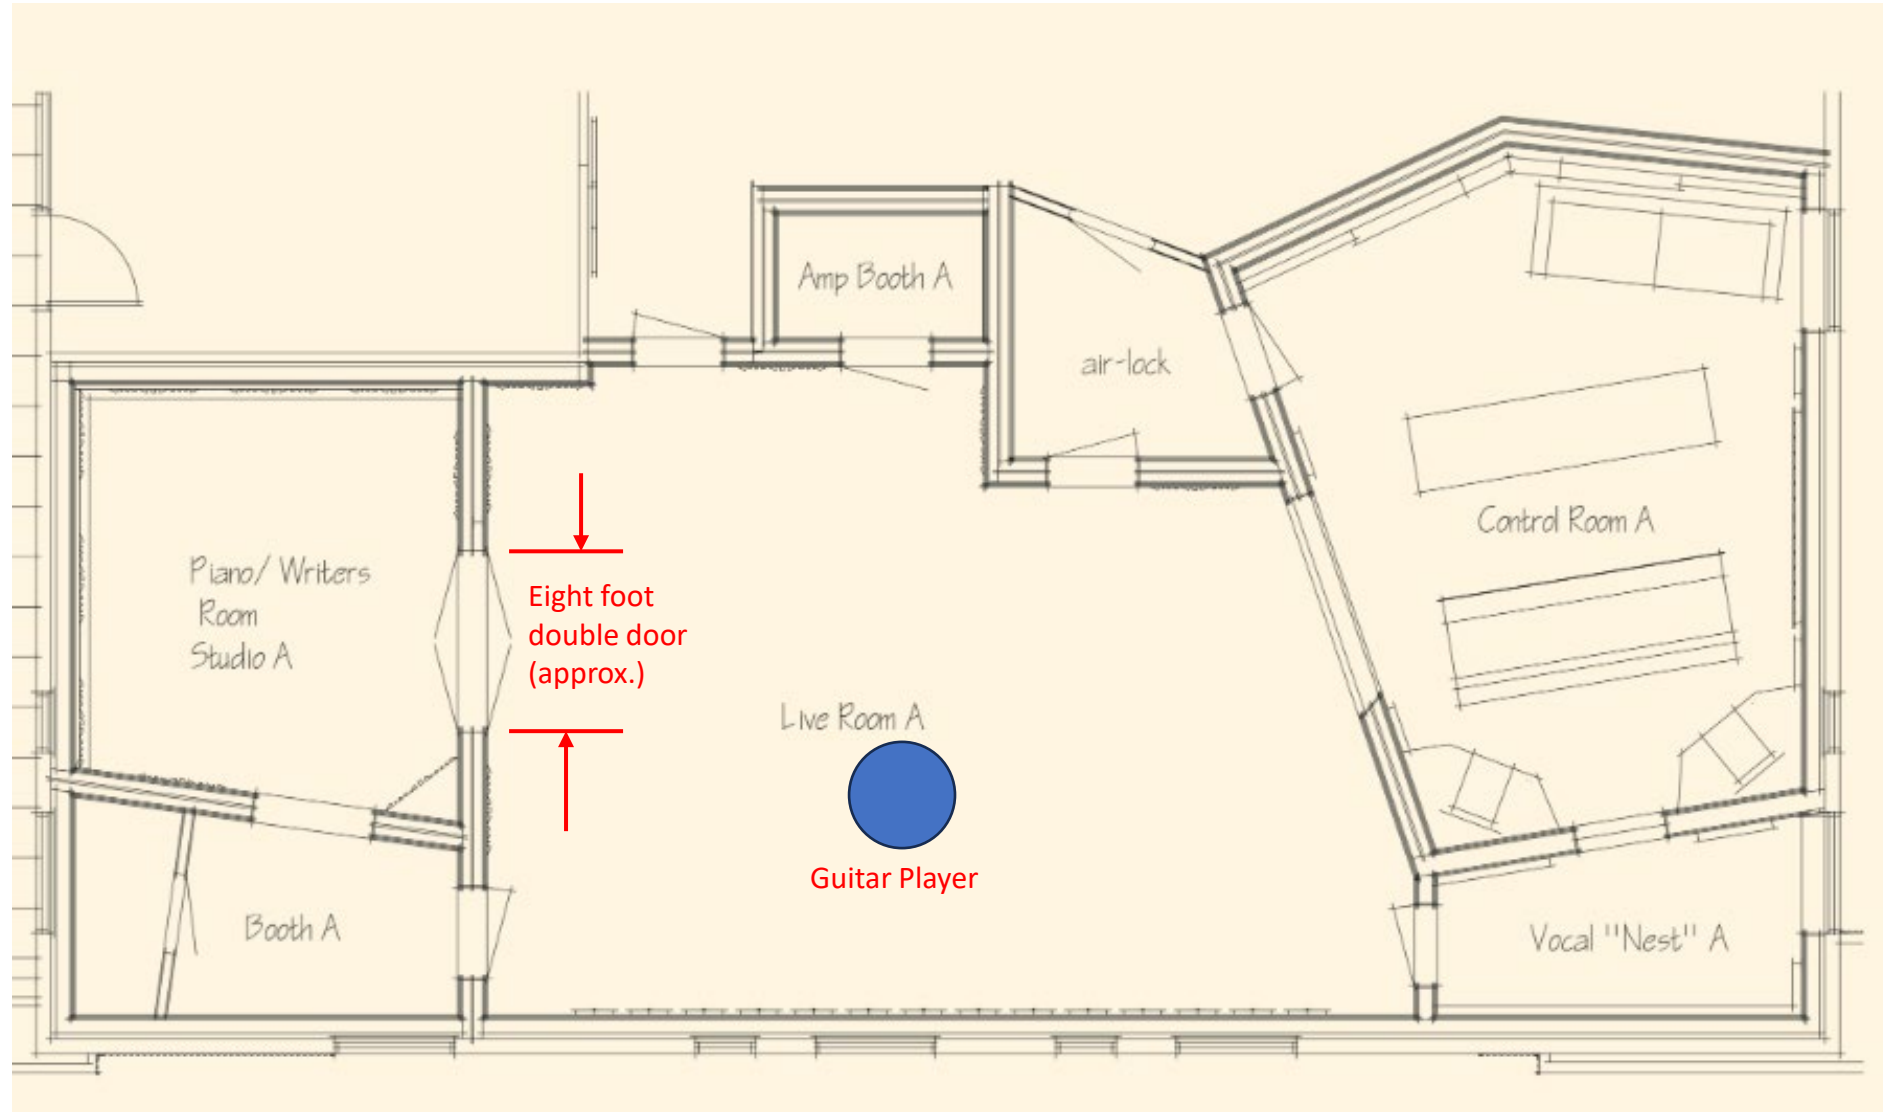 Amp Booth A
air-lock
Control Room A
Piano/ Writers
Room
Studio A
Eight foot
double door
(approx.)
Live Room A
Guitar Player
Booth A
Vocal "Nest" A